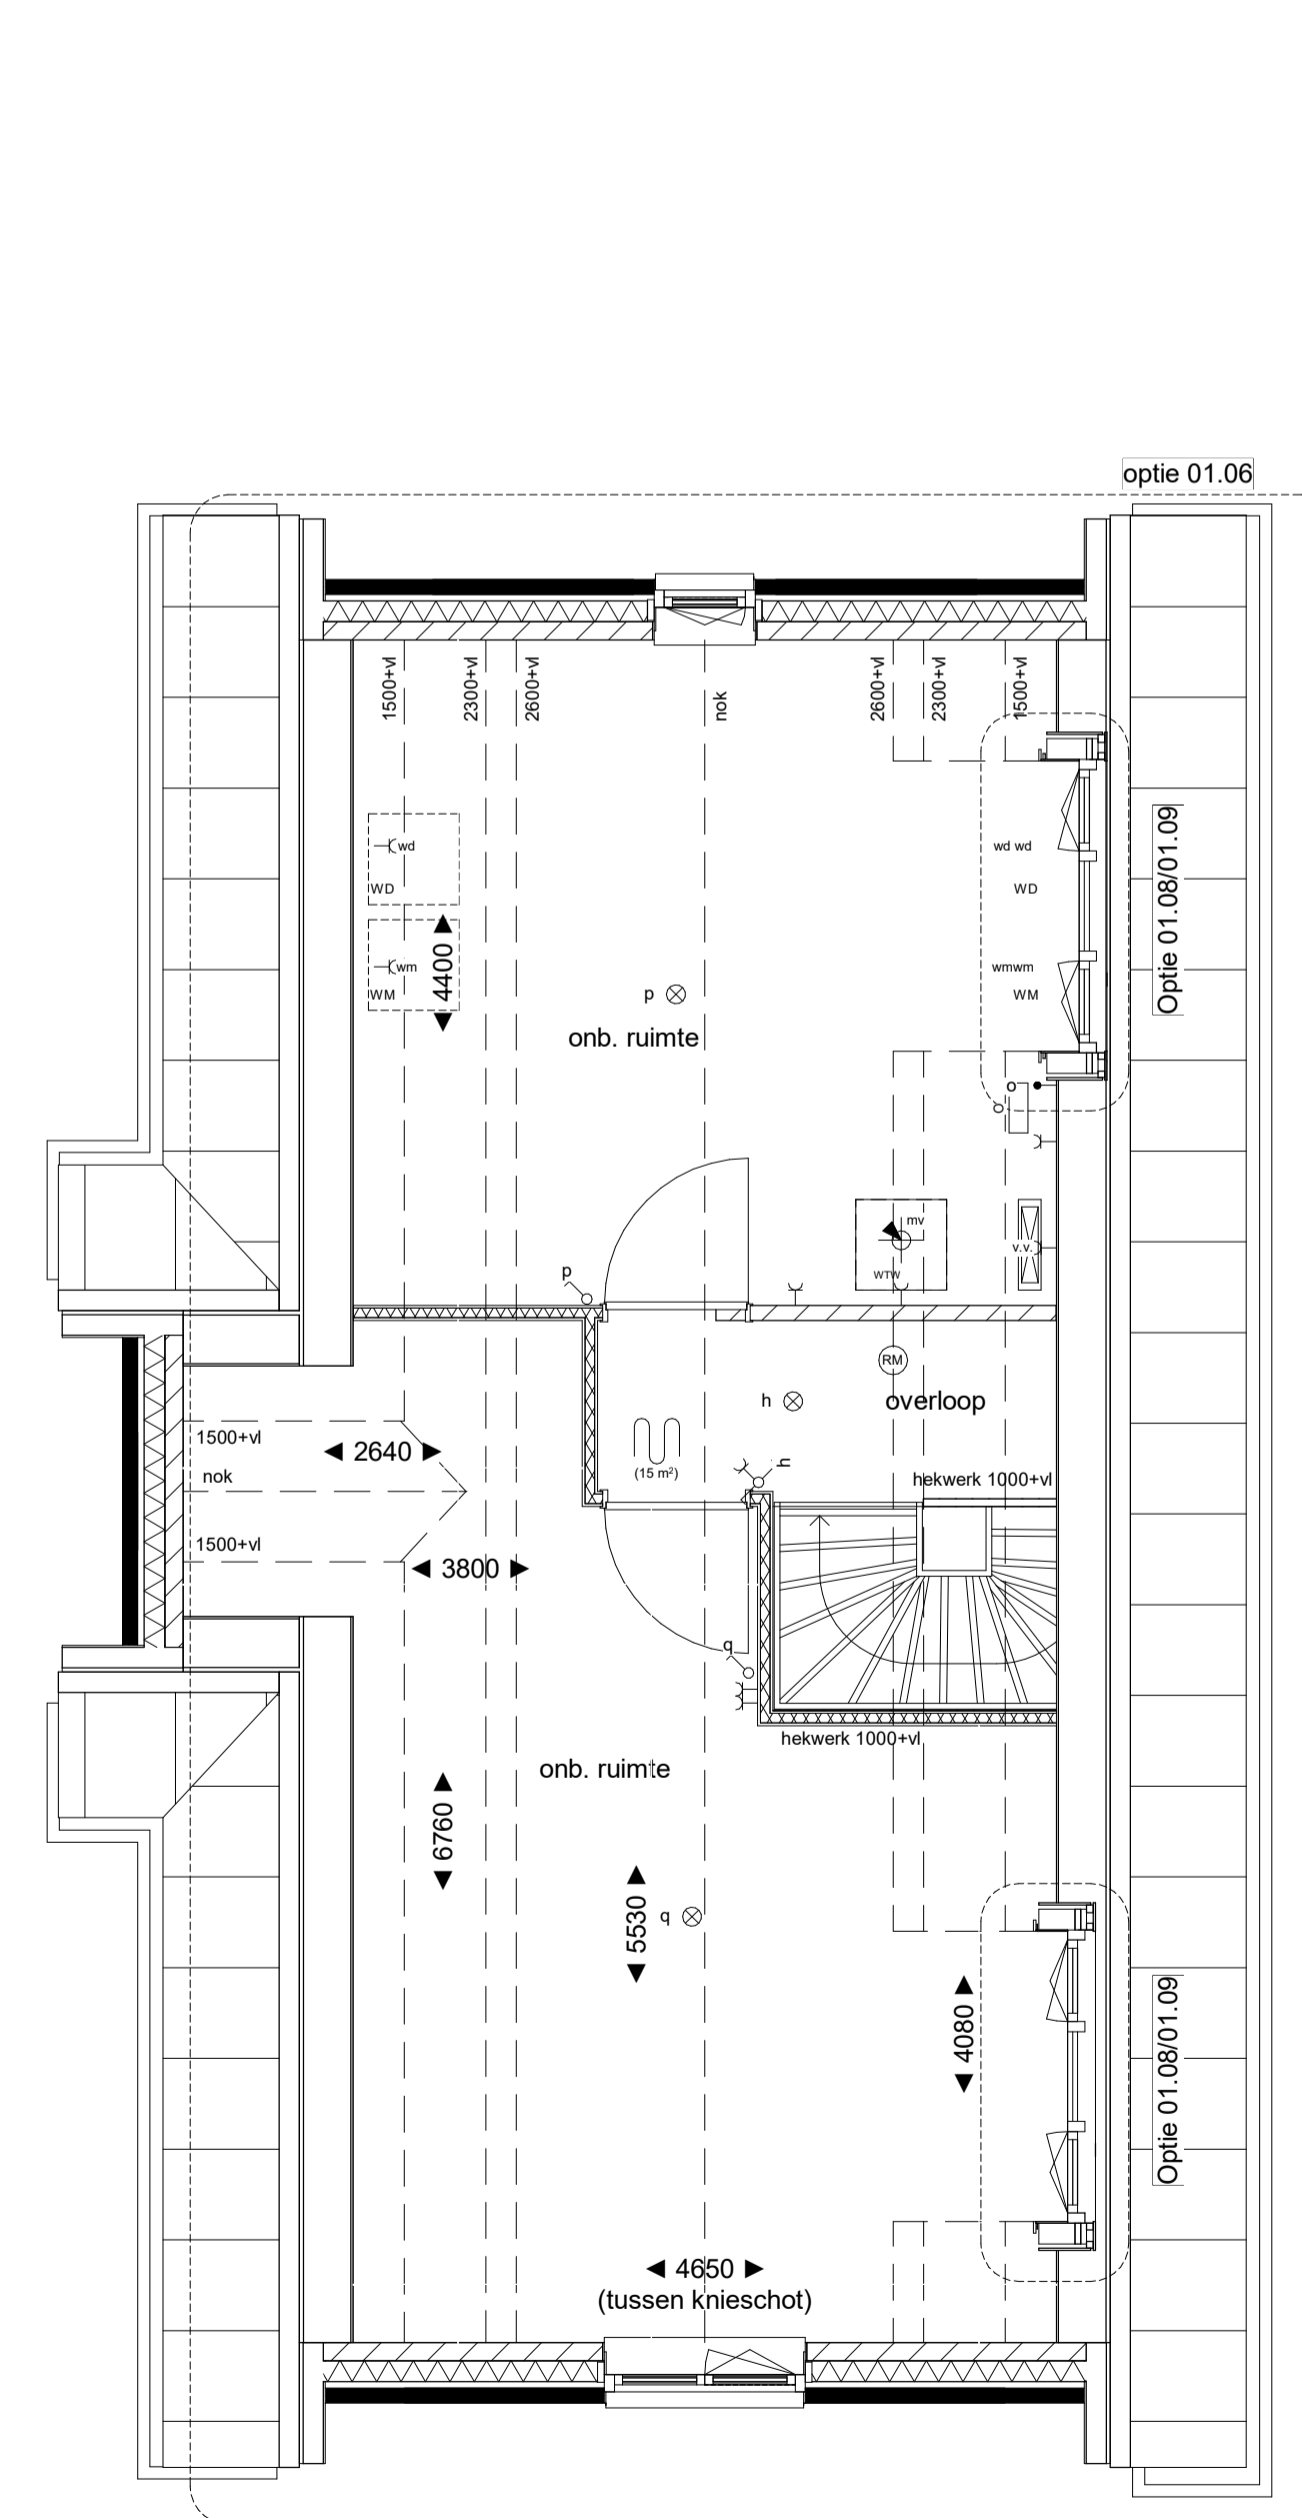 optie 01.06
1500+vl
2300+vl
2600+vl
nok
2600+vl
2300+vl
1500+vl
wd
WD
wm
WM
4400
wd wd
WD
wmwm
WM
Optie 01.08/01.09
p
onb. ruimte
o
o
mv
WTW
v.v.
p
RM
h
overloop
1500+vl
2640
nok
(15 m²)
h
hekwerk 1000+vl
1500+vl
3800
q
hekwerk 1000+vl
onb. ruimte
6760
5530
q
4080
Optie 01.08/01.09
4650
(tussen knieschot)